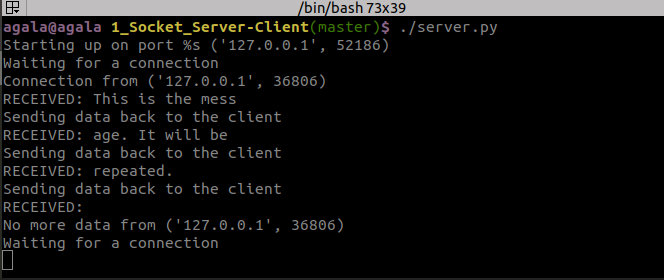 /bin/bash 73x39
agala@agala 1_Socket_Server-Client(master)$ ./server.py
Starting up on port %s ('127.0.0.1', 52186)
Waiting for a connection
Connection from ('127.0.0.1', 36806)
RECEIVED: This is the mess
Sending data back to the client
RECEIVED: age. It will be
Sending data back to the client
RECEIVED: repeated.
Sending data back to the client
RECEIVED:
No more data from ('127.0.0.1', 36806)
Waiting for a connection